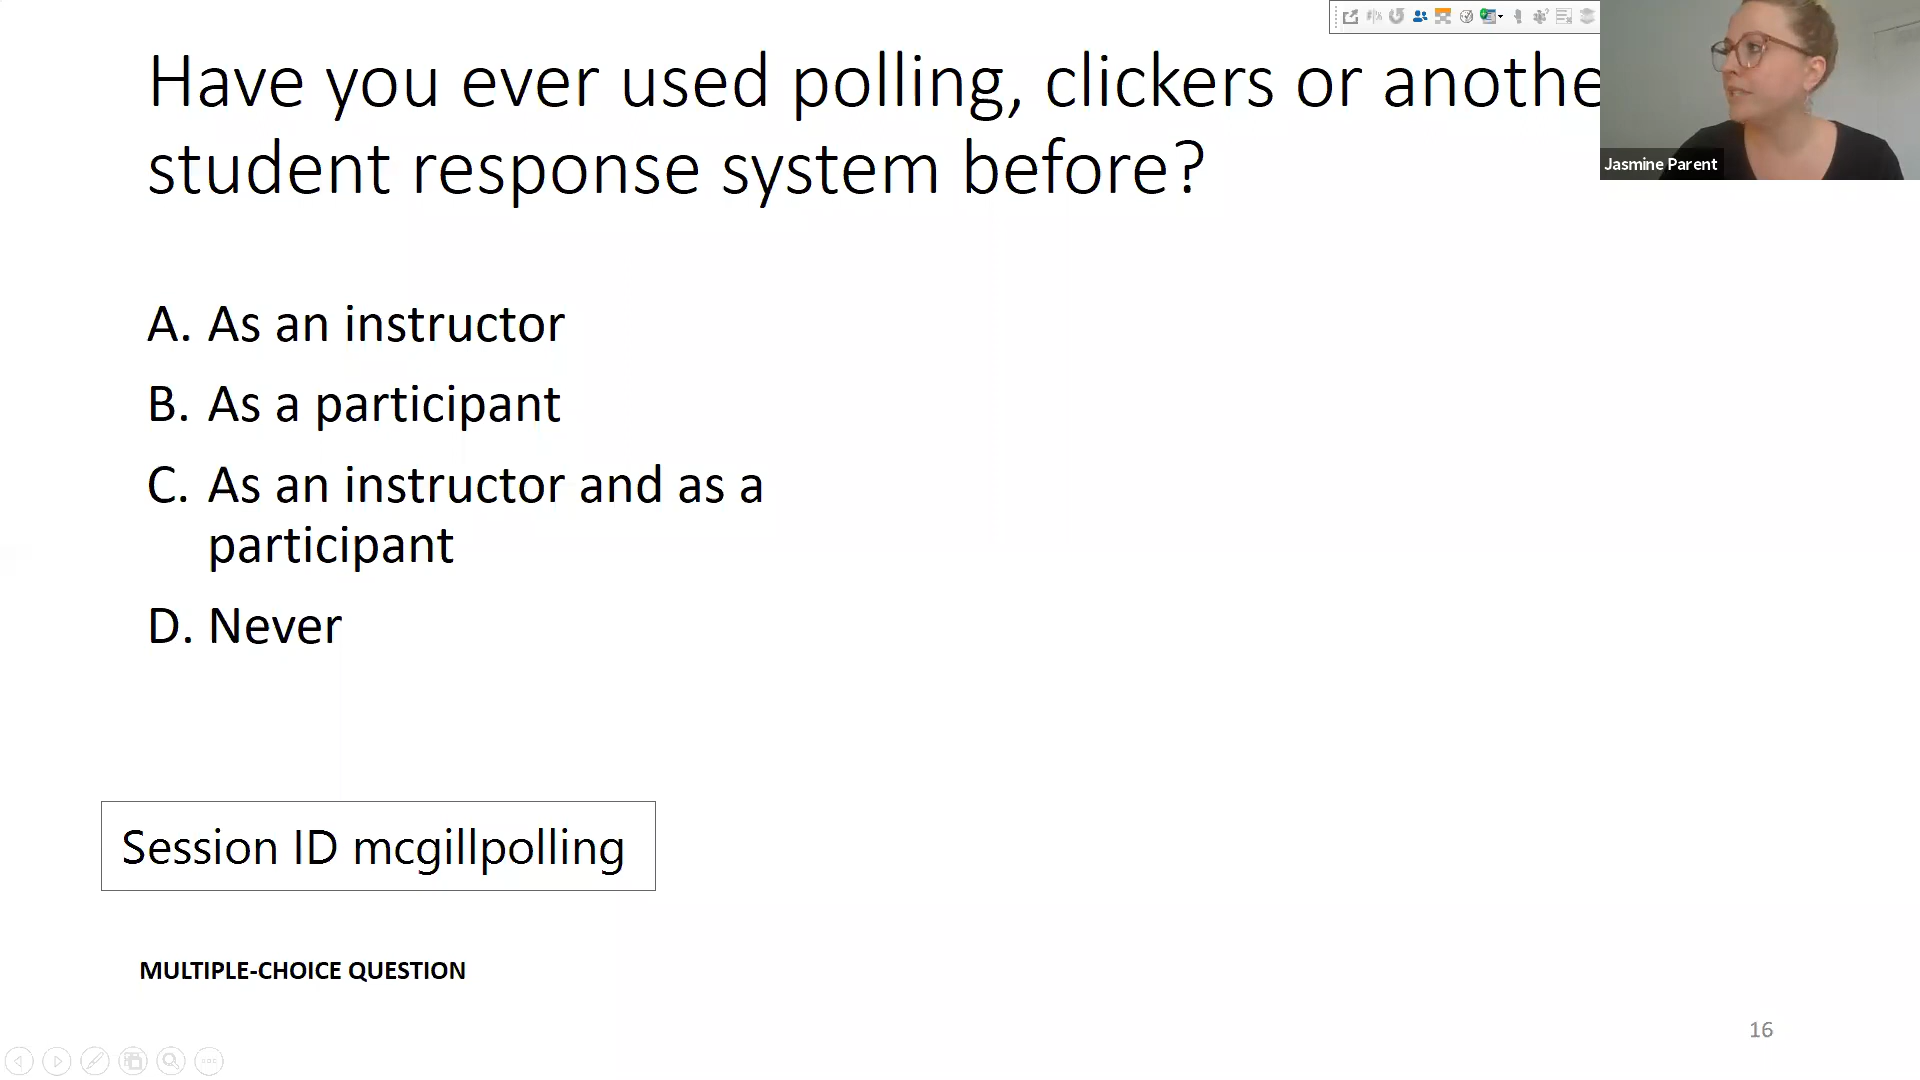 Have you ever used polling, clickers or anothe
student response system before?
Jasmine Parent
A. As an instructor
B. As a participant
C. As an instructor and as a
participant
D. Never
Session ID mcgillpolling
MULTIPLE-CHOICE QUESTION
16